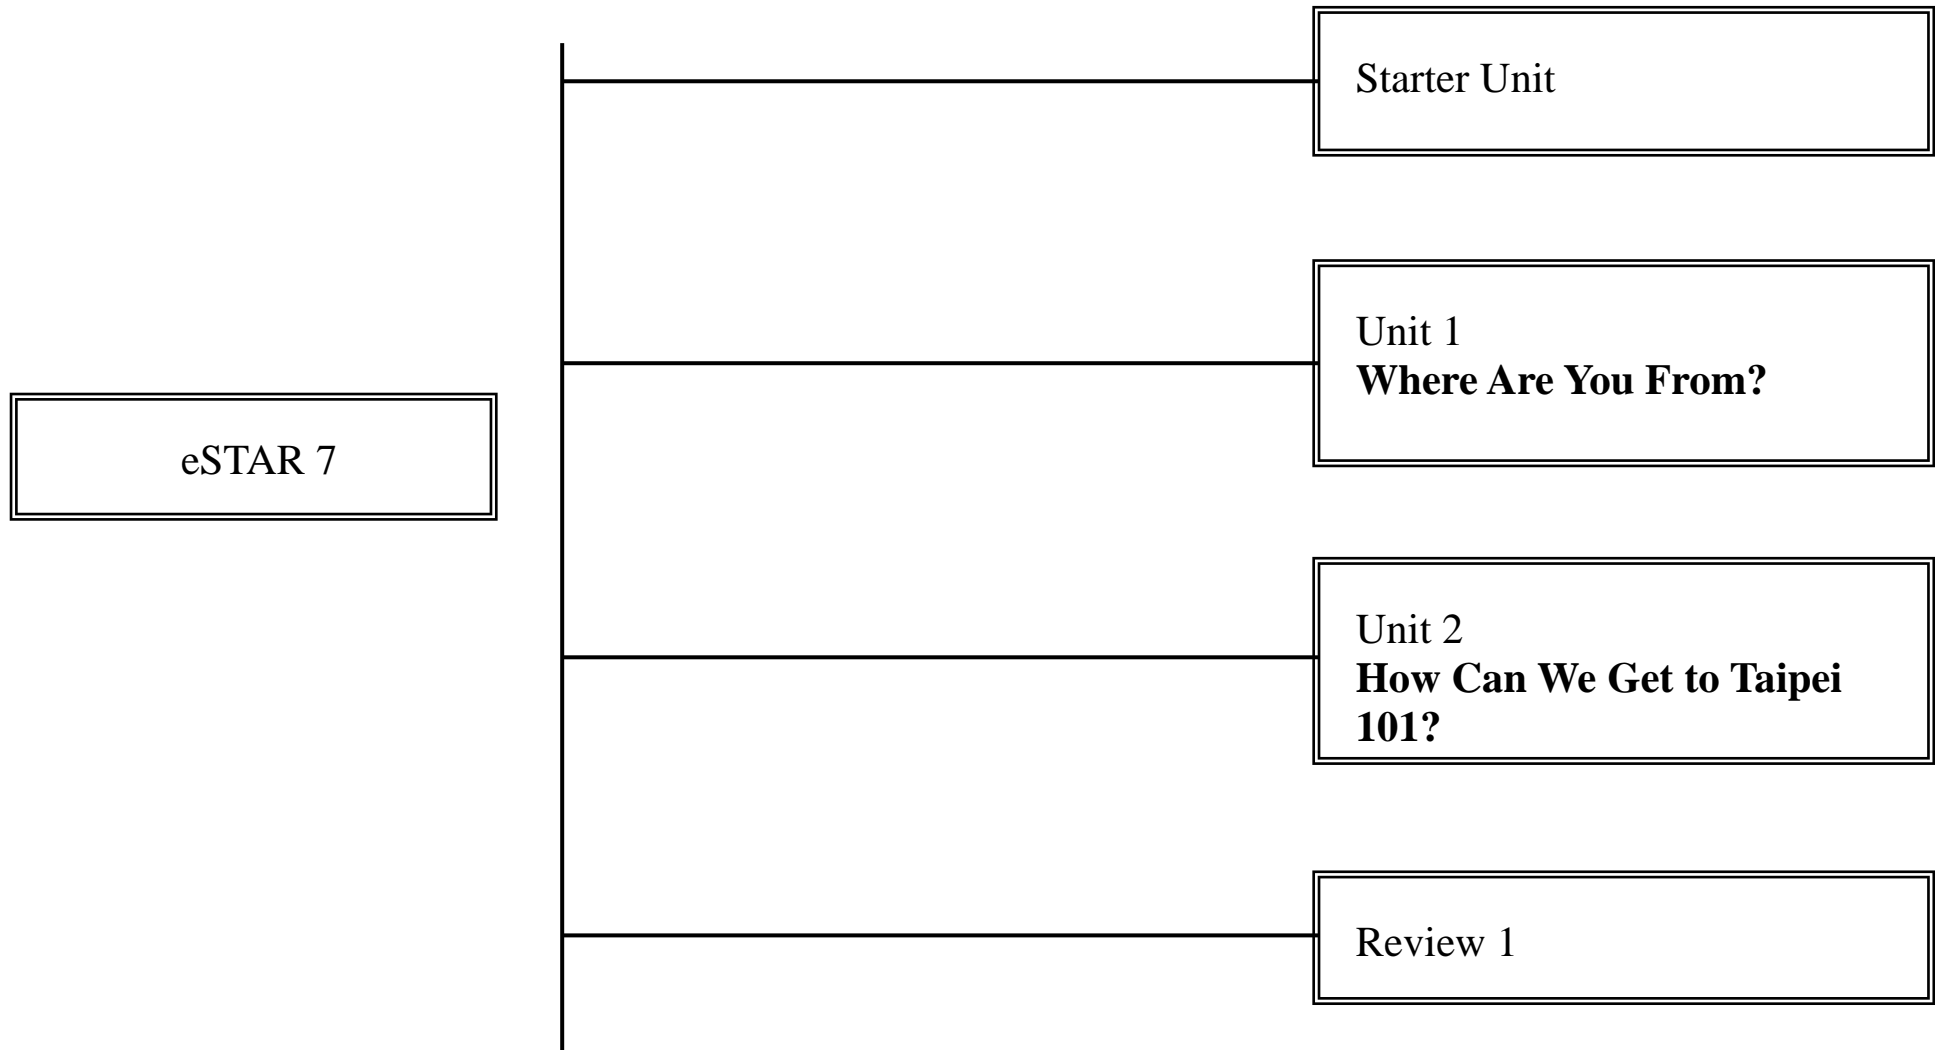 Starter Unit
Unit 1
Where Are You From?
eSTAR 7
Unit 2
How Can We Get to Taipei
101?
Review 1